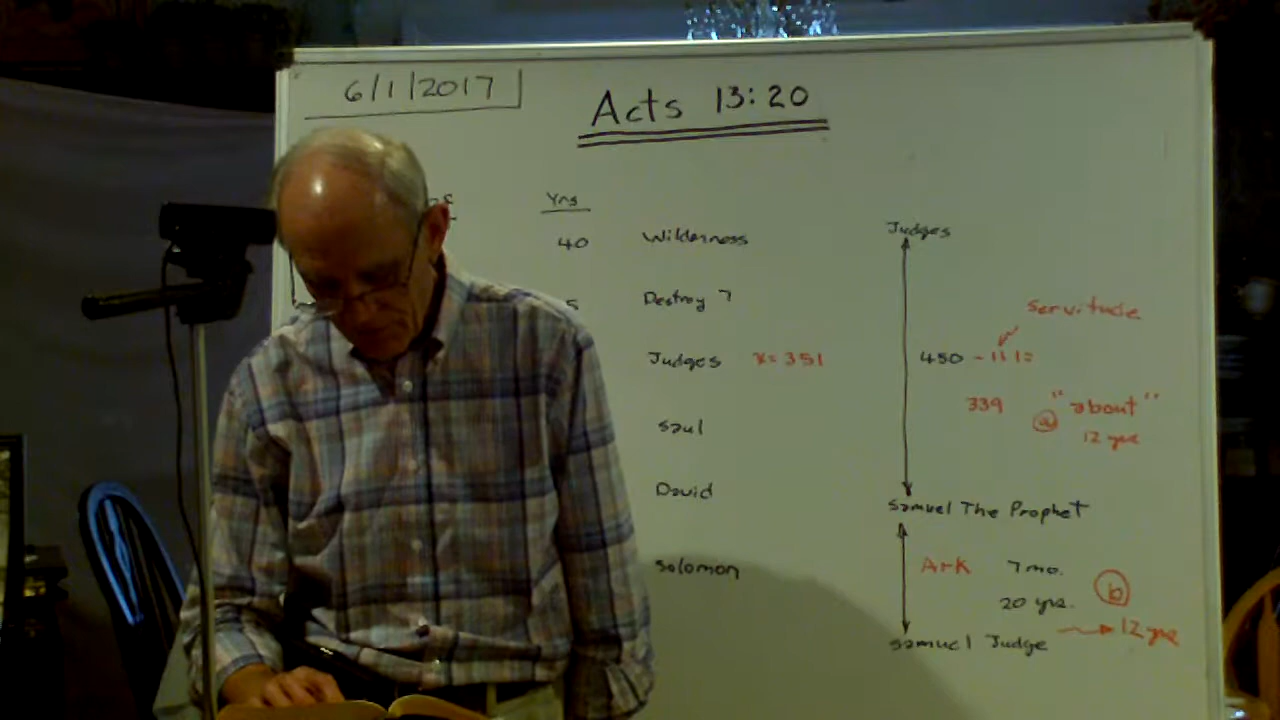 6/1/2017
Acts 13:20
Yrs
40 Wilderness
5 Destroy 7
Judges x=351
Saul
David
Solomon
Judges
servitude
450 - 111=
339 "about"
a 12 yrs
Samuel The Prophet
Ark 7 mo.
20 yrs. b
Samuel Judge 12 yrs